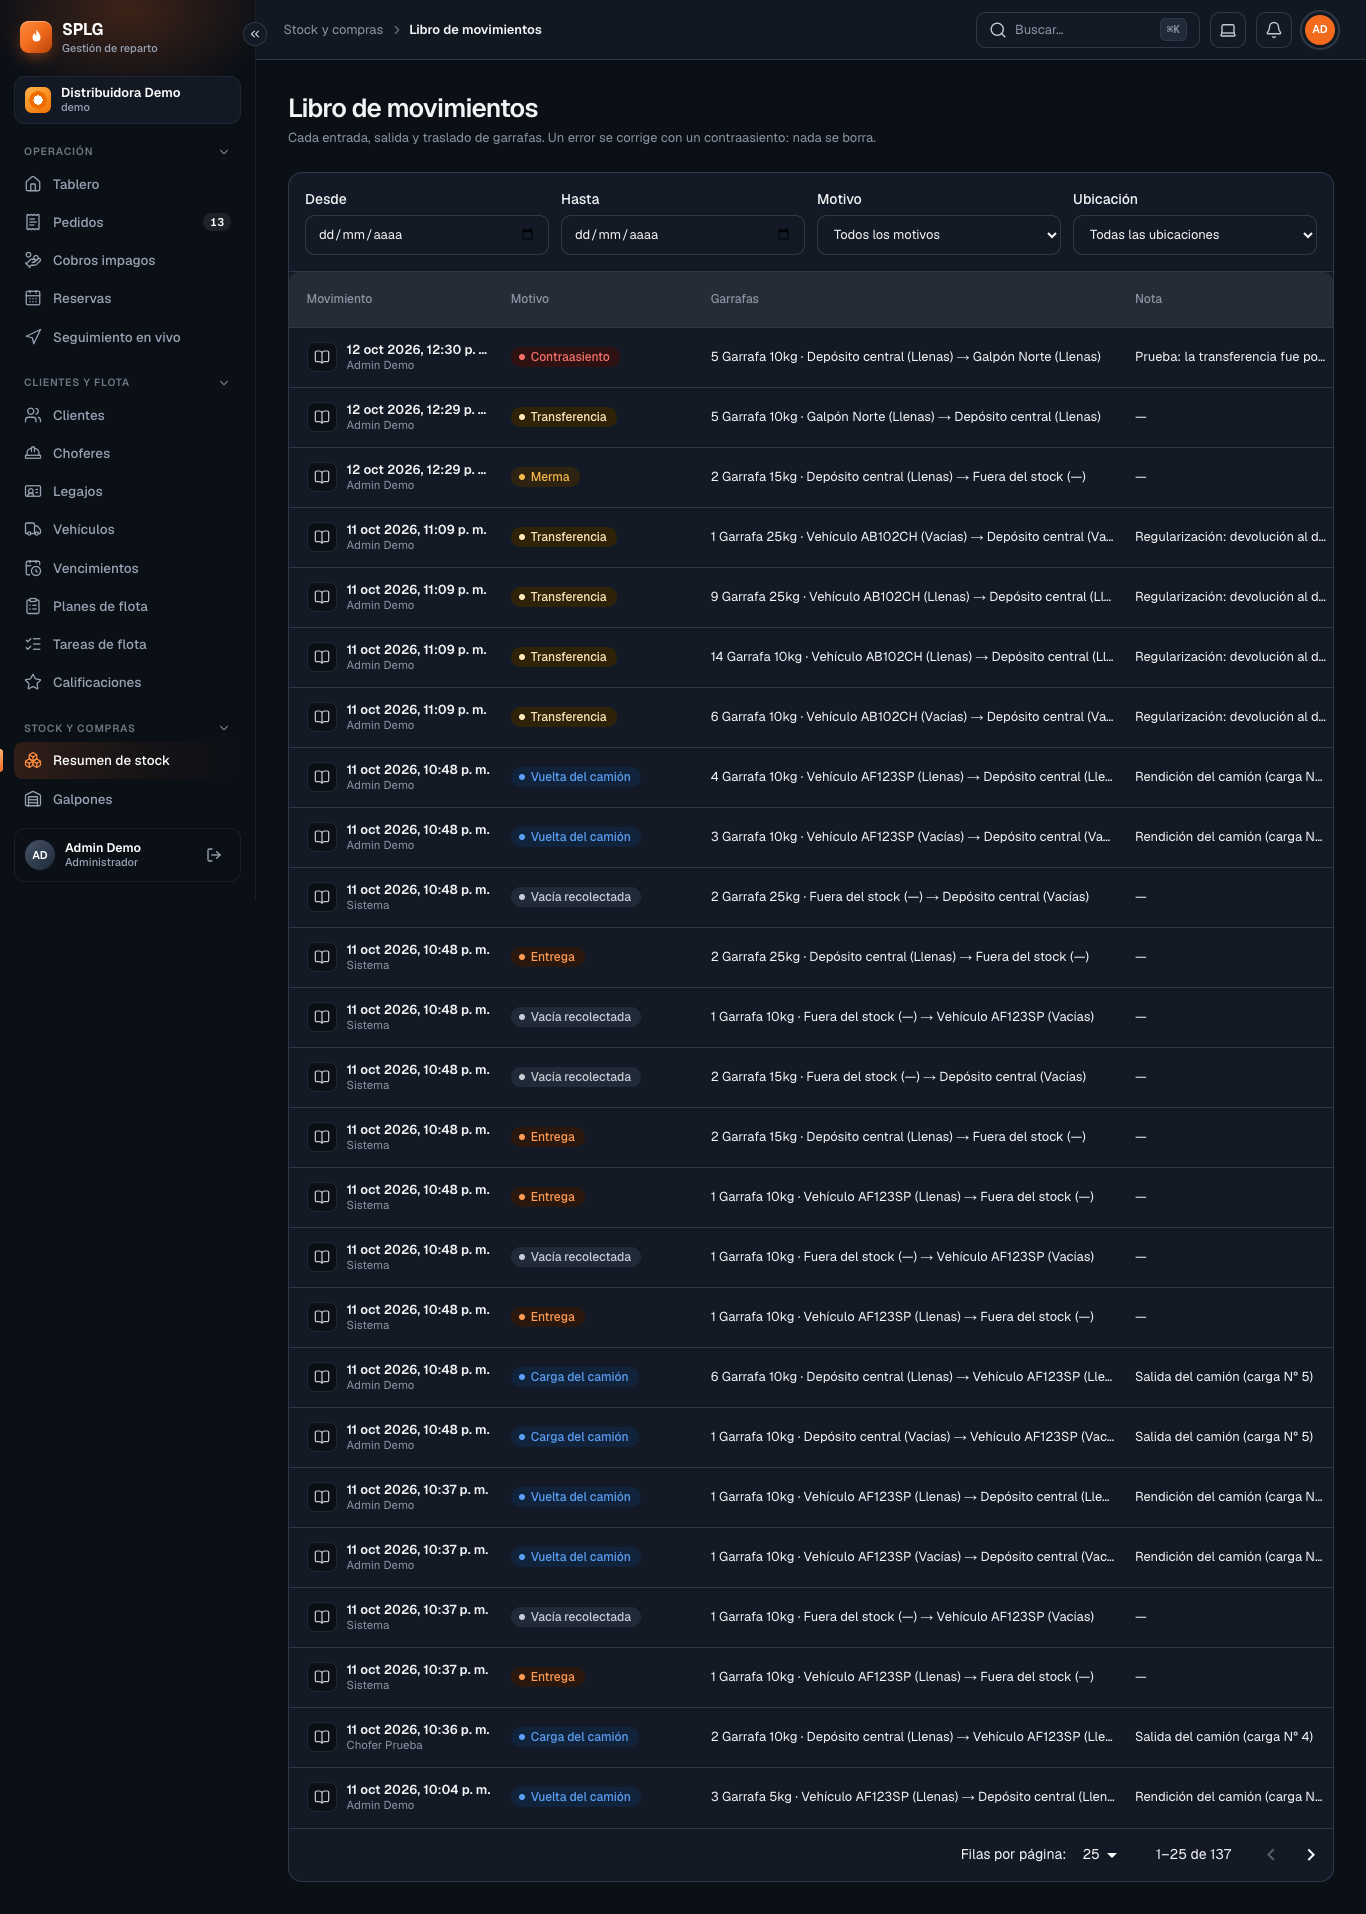 SPLG
Gestión de reparto
Distribuidora Demo
demo
OPERACIÓN
Tablero
Pedidos 13
Cobros impagos
Reservas
Seguimiento en vivo
CLIENTES Y FLOTA
Clientes
Choferes
Legajos
Vehículos
Vencimientos
Planes de flota
Tareas de flota
Calificaciones
STOCK Y COMPRAS
Resumen de stock
Galpones
AD Admin Demo
Administrador
Stock y compras Libro de movimientos
Buscar... ⌘K
AD
Libro de movimientos
Cada entrada, salida y traslado de garrafas. Un error se corrige con un contraasiento: nada se borra.
Desde Hasta Motivo Ubicación
dd/mm/aaaa dd/mm/aaaa Todos los motivos Todas las ubicaciones
Movimiento Motivo Garrafas Nota
12 oct 2026, 12:30 p. ... Contraasiento 5 Garrafa 10kg · Depósito central (Llenas) → Galpón Norte (Llenas) Prueba: la transferencia fue po...
Admin Demo
12 oct 2026, 12:29 p. ... Transferencia 5 Garrafa 10kg · Galpón Norte (Llenas) → Depósito central (Llenas) —
Admin Demo
12 oct 2026, 12:29 p. ... Merma 2 Garrafa 15kg · Depósito central (Llenas) → Fuera del stock (—) —
Admin Demo
11 oct 2026, 11:09 p. m. Transferencia 1 Garrafa 25kg · Vehículo AB102CH (Vacías) → Depósito central (Va... Regularización: devolución al d...
Admin Demo
11 oct 2026, 11:09 p. m. Transferencia 9 Garrafa 25kg · Vehículo AB102CH (Llenas) → Depósito central (Ll... Regularización: devolución al d...
Admin Demo
11 oct 2026, 11:09 p. m. Transferencia 14 Garrafa 10kg · Vehículo AB102CH (Llenas) → Depósito central (Ll... Regularización: devolución al d...
Admin Demo
11 oct 2026, 11:09 p. m. Transferencia 6 Garrafa 10kg · Vehículo AB102CH (Vacías) → Depósito central (Va... Regularización: devolución al d...
Admin Demo
11 oct 2026, 10:48 p. m. Vuelta del camión 4 Garrafa 10kg · Vehículo AF123SP (Llenas) → Depósito central (Lle... Rendición del camión (carga N...
Admin Demo
11 oct 2026, 10:48 p. m. Vuelta del camión 3 Garrafa 10kg · Vehículo AF123SP (Vacías) → Depósito central (Va... Rendición del camión (carga N...
Admin Demo
11 oct 2026, 10:48 p. m. Vacía recolectada 2 Garrafa 25kg · Fuera del stock (—) → Depósito central (Vacías) —
Sistema
11 oct 2026, 10:48 p. m. Entrega 2 Garrafa 25kg · Depósito central (Llenas) → Fuera del stock (—) —
Sistema
11 oct 2026, 10:48 p. m. Vacía recolectada 1 Garrafa 10kg · Fuera del stock (—) → Vehículo AF123SP (Vacías) —
Sistema
11 oct 2026, 10:48 p. m. Vacía recolectada 2 Garrafa 15kg · Fuera del stock (—) → Depósito central (Vacías) —
Sistema
11 oct 2026, 10:48 p. m. Entrega 2 Garrafa 15kg · Depósito central (Llenas) → Fuera del stock (—) —
Sistema
11 oct 2026, 10:48 p. m. Entrega 1 Garrafa 10kg · Vehículo AF123SP (Llenas) → Fuera del stock (—) —
Sistema
11 oct 2026, 10:48 p. m. Vacía recolectada 1 Garrafa 10kg · Fuera del stock (—) → Vehículo AF123SP (Vacías) —
Sistema
11 oct 2026, 10:48 p. m. Entrega 1 Garrafa 10kg · Vehículo AF123SP (Llenas) → Fuera del stock (—) —
Sistema
11 oct 2026, 10:48 p. m. Carga del camión 6 Garrafa 10kg · Depósito central (Llenas) → Vehículo AF123SP (Lle... Salida del camión (carga N° 5)
Admin Demo
11 oct 2026, 10:48 p. m. Carga del camión 1 Garrafa 10kg · Depósito central (Vacías) → Vehículo AF123SP (Vac... Salida del camión (carga N° 5)
Admin Demo
11 oct 2026, 10:37 p. m. Vuelta del camión 1 Garrafa 10kg · Vehículo AF123SP (Llenas) → Depósito central (Lle... Rendición del camión (carga N...
Admin Demo
11 oct 2026, 10:37 p. m. Vuelta del camión 1 Garrafa 10kg · Vehículo AF123SP (Vacías) → Depósito central (Vac... Rendición del camión (carga N...
Admin Demo
11 oct 2026, 10:37 p. m. Vacía recolectada 1 Garrafa 10kg · Fuera del stock (—) → Vehículo AF123SP (Vacías) —
Sistema
11 oct 2026, 10:37 p. m. Entrega 1 Garrafa 10kg · Vehículo AF123SP (Llenas) → Fuera del stock (—) —
Sistema
11 oct 2026, 10:36 p. m. Carga del camión 2 Garrafa 10kg · Depósito central (Llenas) → Vehículo AF123SP (Lle... Salida del camión (carga N° 4)
Chofer Prueba
11 oct 2026, 10:04 p. m. Vuelta del camión 3 Garrafa 5kg · Vehículo AF123SP (Llenas) → Depósito central (Llen... Rendición del camión (carga N...
Admin Demo
Filas por página: 25 1–25 de 137